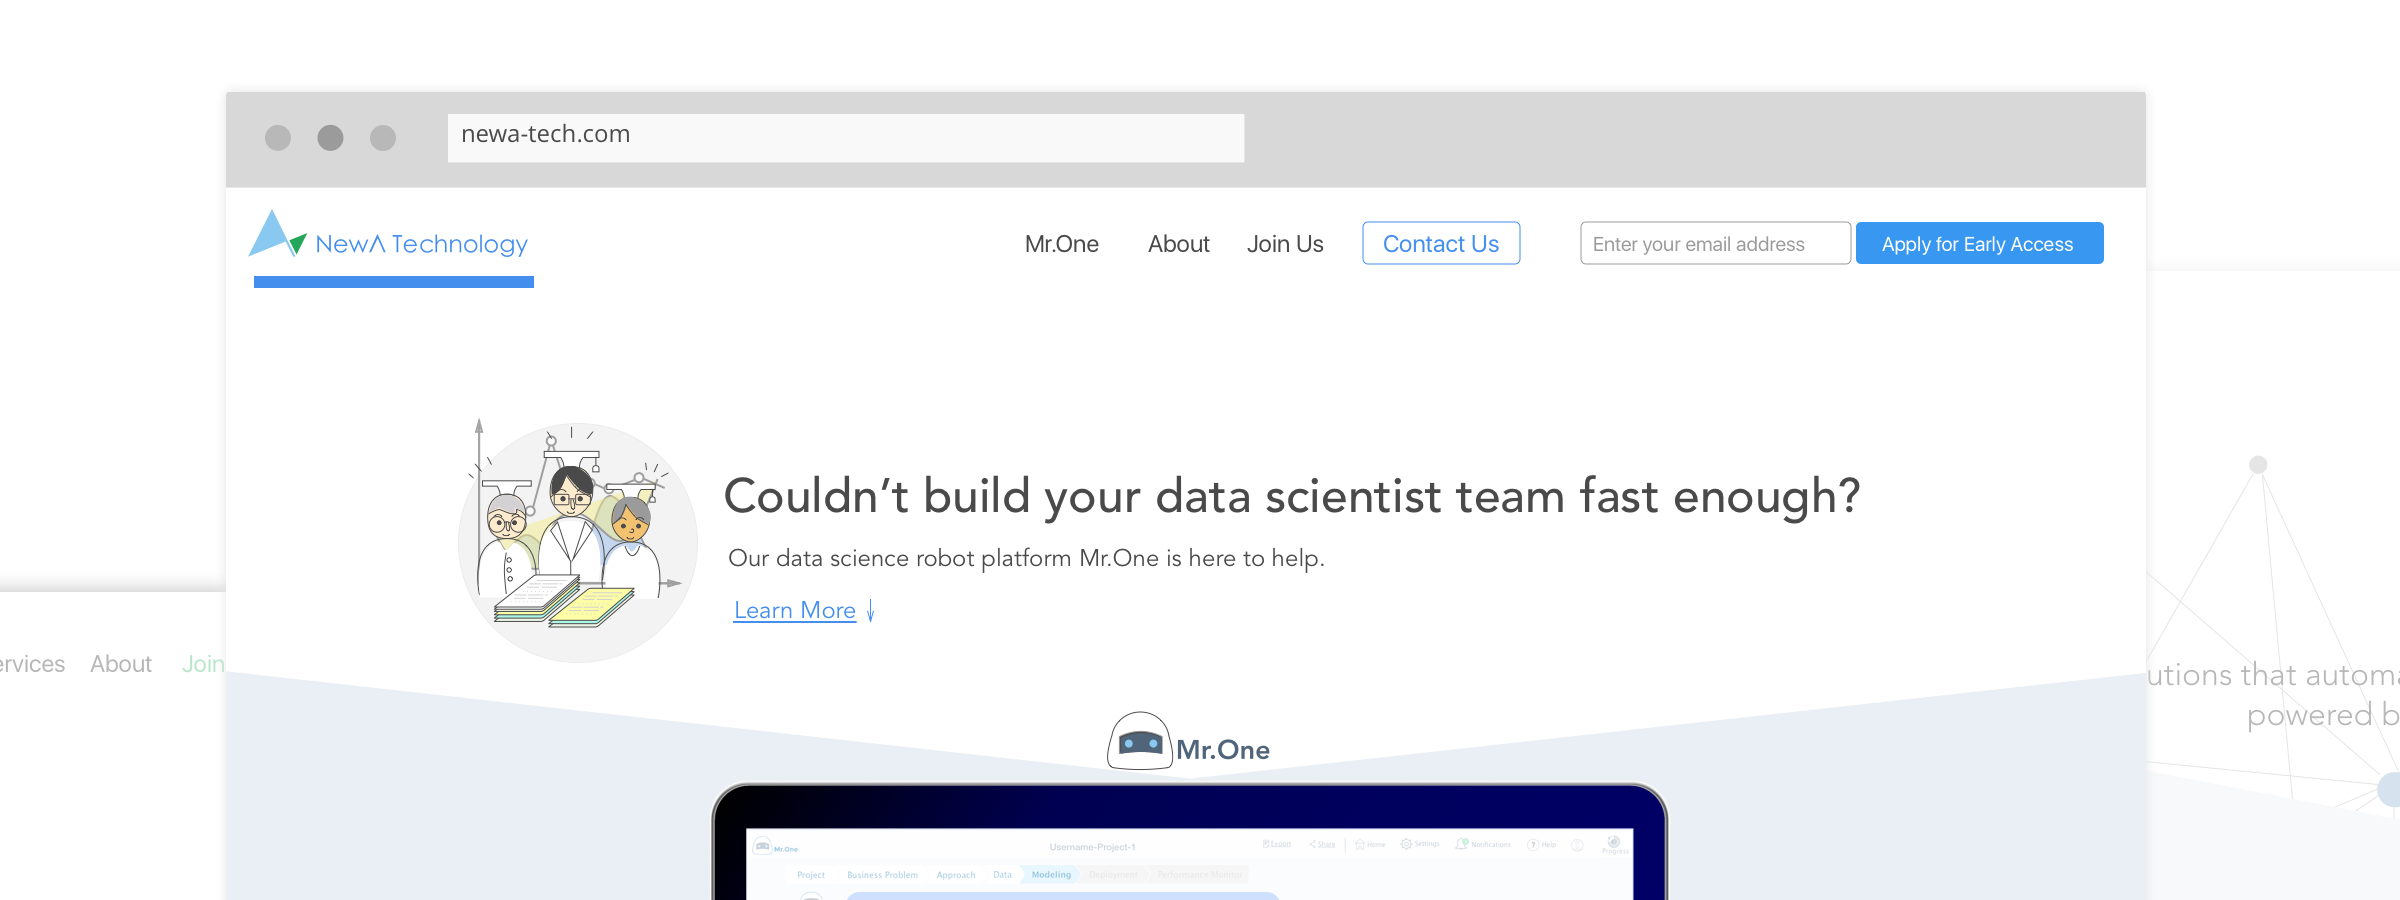 newa-tech.com
NewΛ Technology
Mr.One About Join Us Contact Us Enter your email address Apply for Early Access
Couldn't build your data scientist team fast enough?
Our data science robot platform Mr.One is here to help.
Learn More ↓
ervices About Join
utions that automa
powered b
Mr.One
Mr.One Username-Project-1 Export Share Home Settings Notifications ? Help Progress
Project Business Problem Approach Data Modeling Deployment Performance Monitor